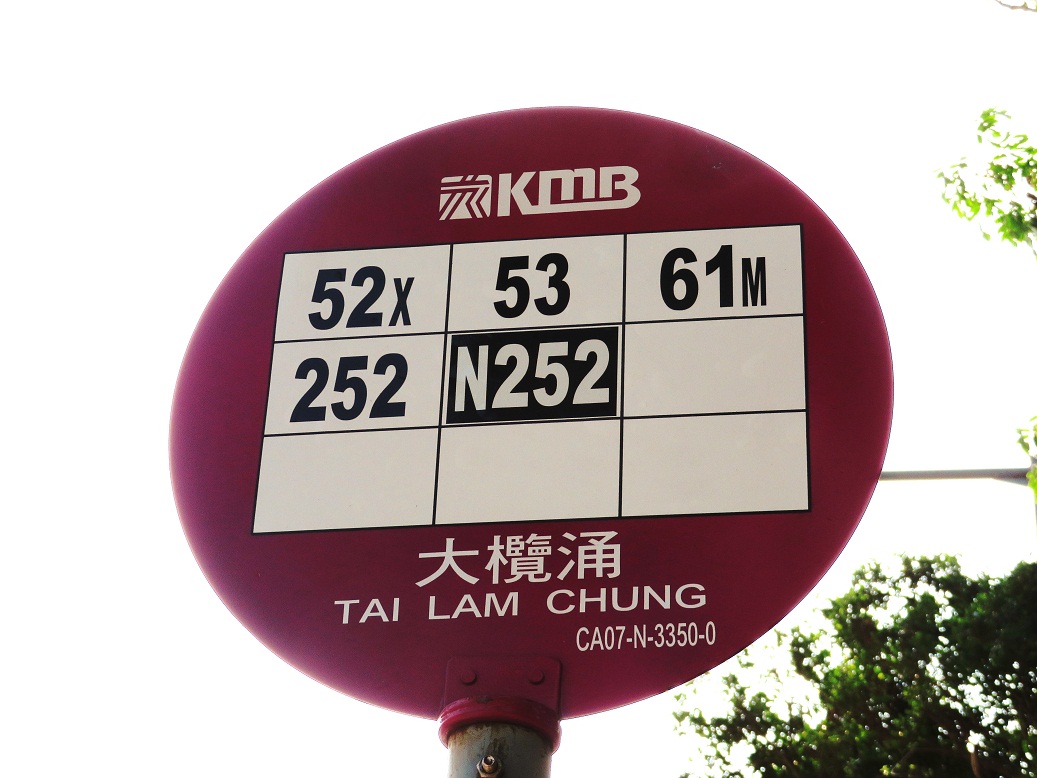 KMB
52X 53 61M
252 N252
大欖涌
TAI LAM CHUNG
CA07-N-3350-0